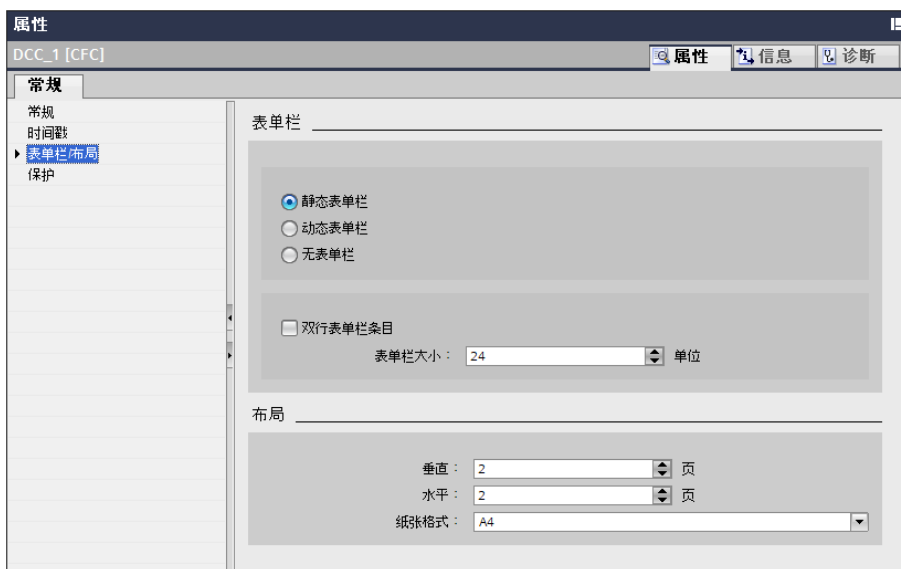 属性
DCC_1 [CFC]
属性 信息 诊断
常规
常规
时间戳
表单栏/布局
保护
表单栏
静态表单栏
动态表单栏
无表单栏
双行表单栏条目
表单栏大小： 24 单位
布局
垂直： 2 页
水平： 2 页
纸张格式： A4